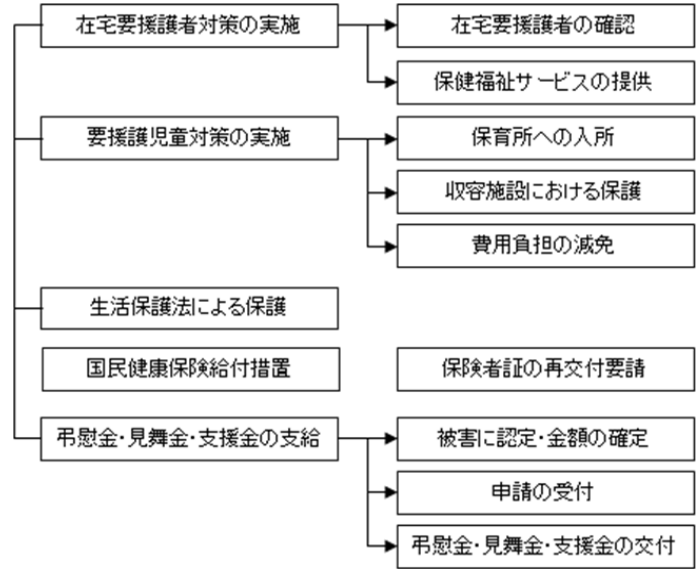 在宅要援護者対策の実施
在宅要援護者の確認
保健福祉サービスの提供
要援護児童対策の実施
保育所への入所
収容施設における保護
費用負担の減免
生活保護法による保護
国民健康保険給付措置
保険者証の再交付要請
弔慰金・見舞金・支援金の支給
被害に認定・金額の確定
申請の受付
弔慰金・見舞金・支援金の交付